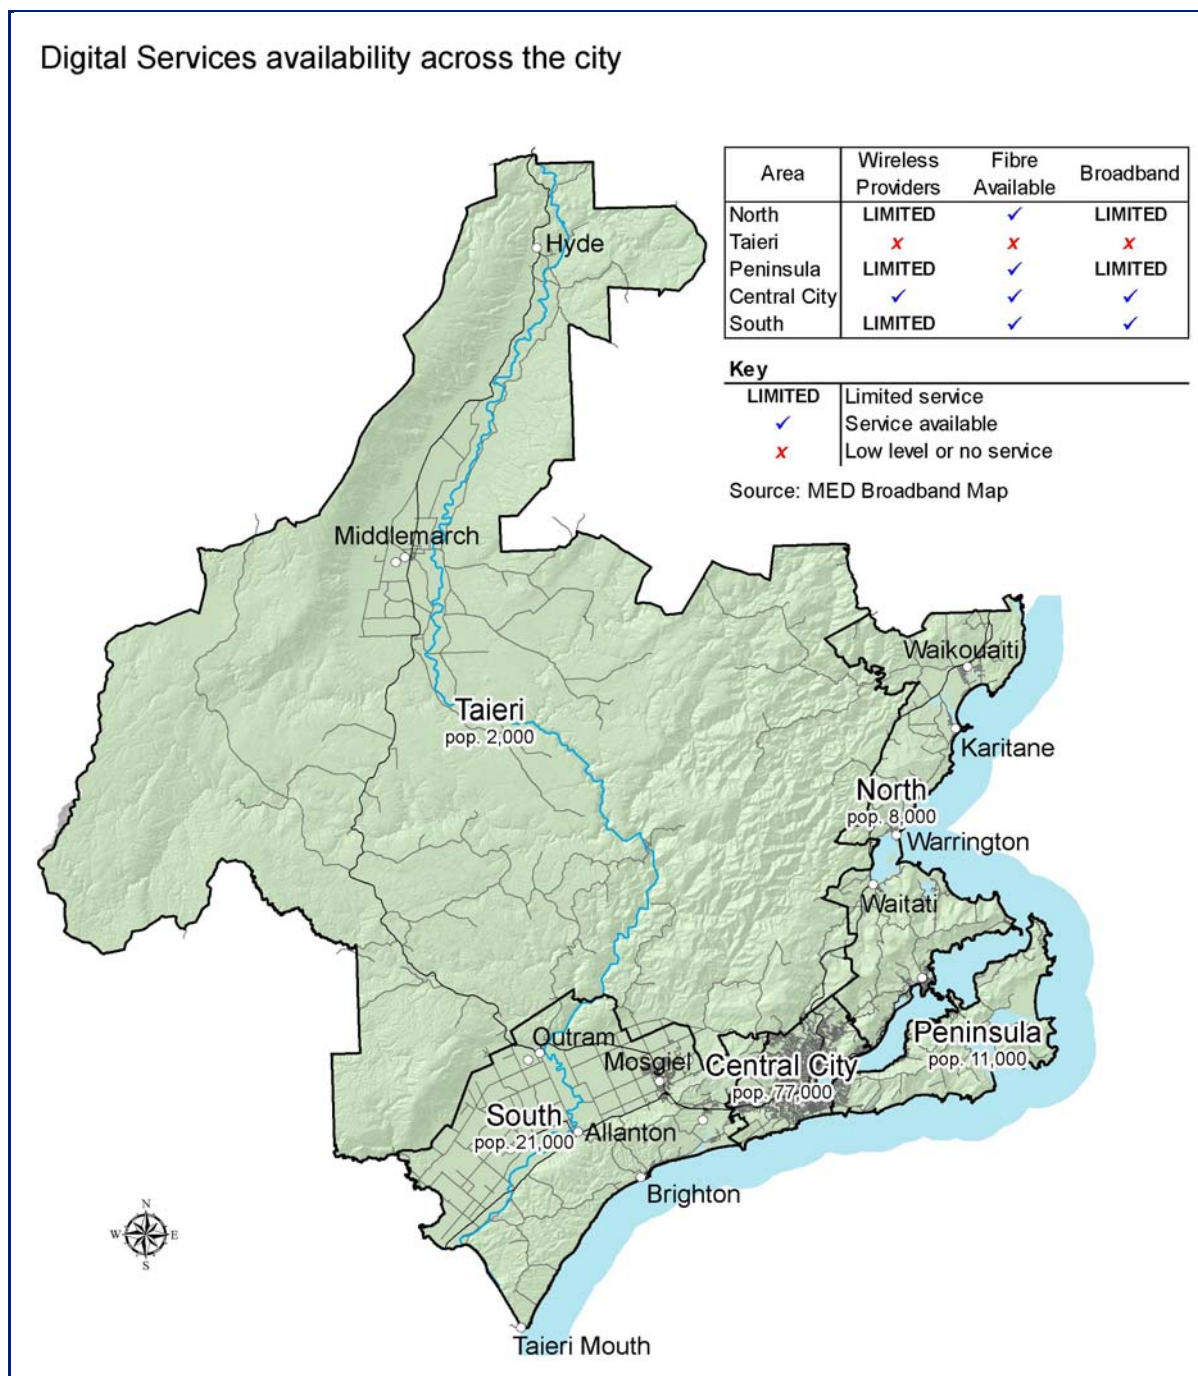 Digital Services availability across the city
Area Wireless Providers Fibre Available Broadband
North LIMITED ✓ LIMITED
Taieri x x x
Peninsula LIMITED ✓ LIMITED
Central City ✓ ✓ ✓
South LIMITED ✓ ✓
Key
LIMITED Limited service
✓ Service available
x Low level or no service
Source: MED Broadband Map
Hyde
Middlemarch
Waikouaiti
Taieri
pop. 2,000
Karitane
North
pop. 8,000
Warrington
Waitati
Outram
Mosgiel
Central City
pop. 77,000
Peninsula
pop. 11,000
South
pop. 21,000
Allanton
Brighton
Taieri Mouth
N
W E
S